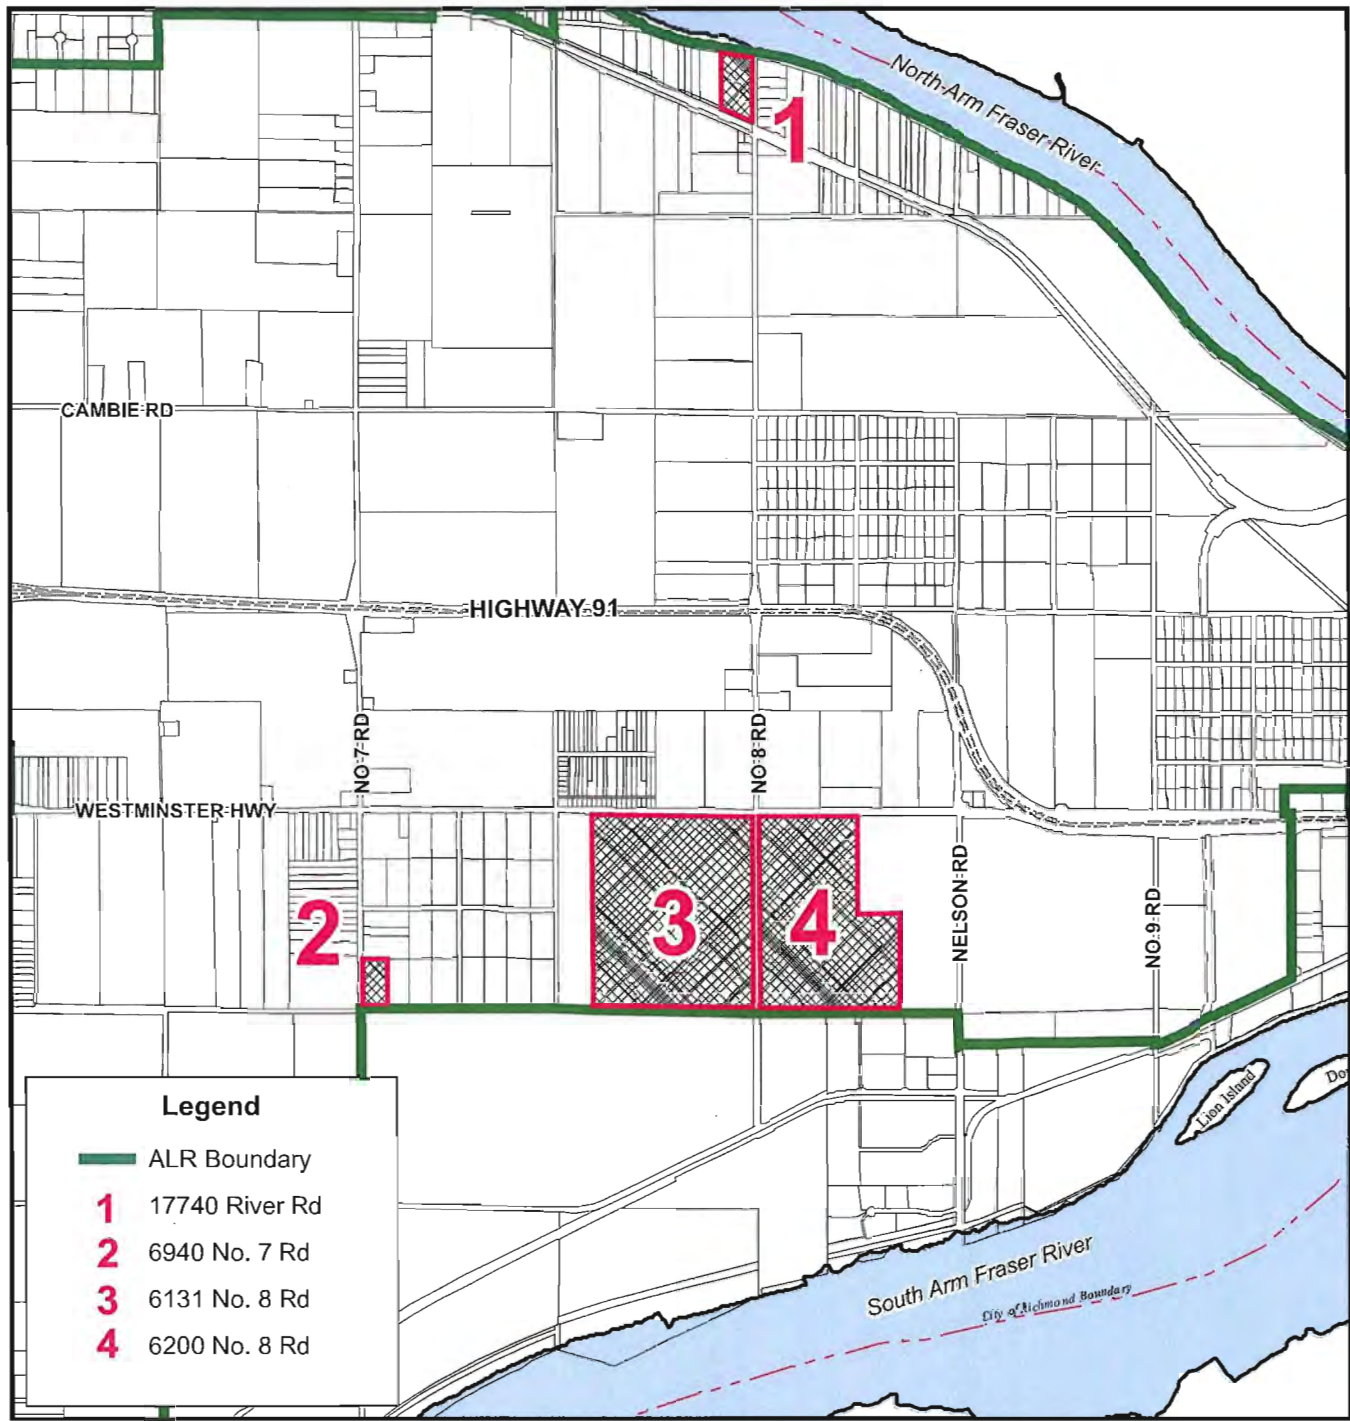 North Arm Fraser River
1
CAMBIE RD
HIGHWAY 91
NO 7 RD
NO 8 RD
WESTMINSTER HWY
2
3
4
NELSON RD
NO 9 RD
Legend
ALR Boundary
1 17740 River Rd
2 6940 No. 7 Rd
3 6131 No. 8 Rd
4 6200 No. 8 Rd
Lion Island
South Arm Fraser River
City of Richmond Boundary